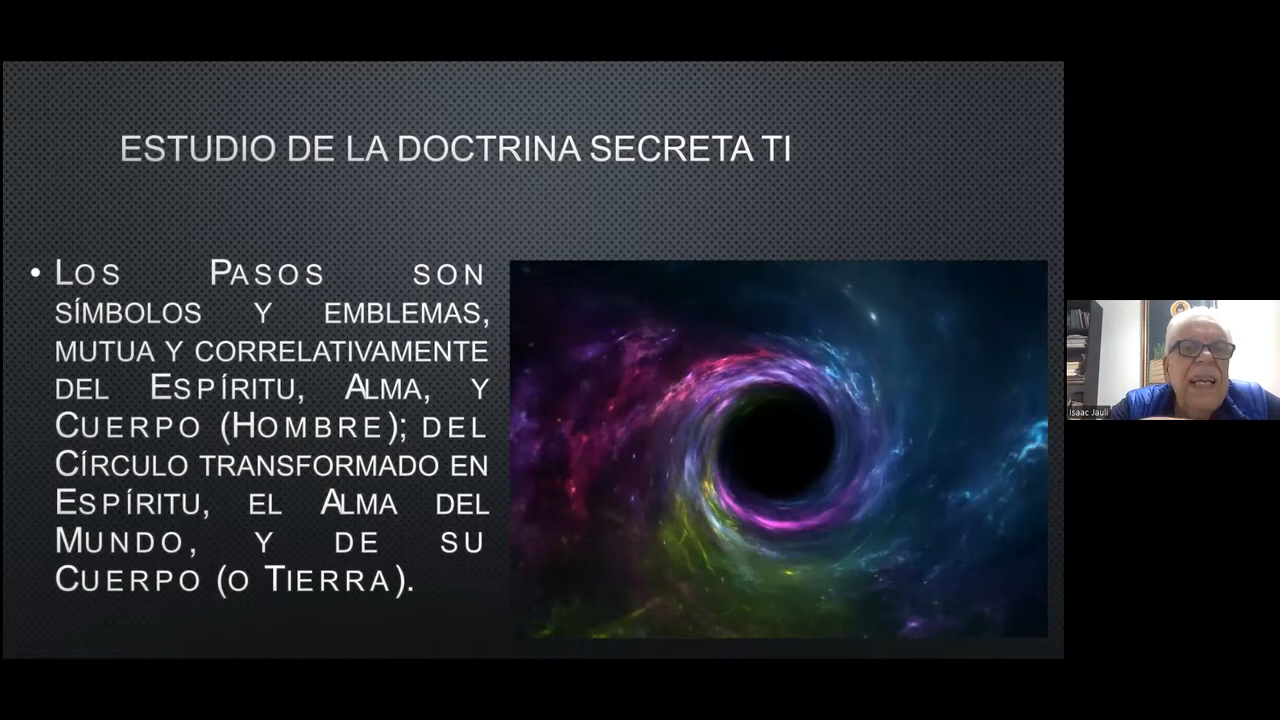 ESTUDIO DE LA DOCTRINA SECRETA TI
• LOS PASOS SON
SÍMBOLOS Y EMBLEMAS,
MUTUA Y CORRELATIVAMENTE
DEL ESPÍRITU, ALMA, Y
CUERPO (HOMBRE); DEL
CÍRCULO TRANSFORMADO EN
ESPÍRITU, EL ALMA DEL
MUNDO, Y DE SU
CUERPO (O TIERRA).
Isaac Jauli